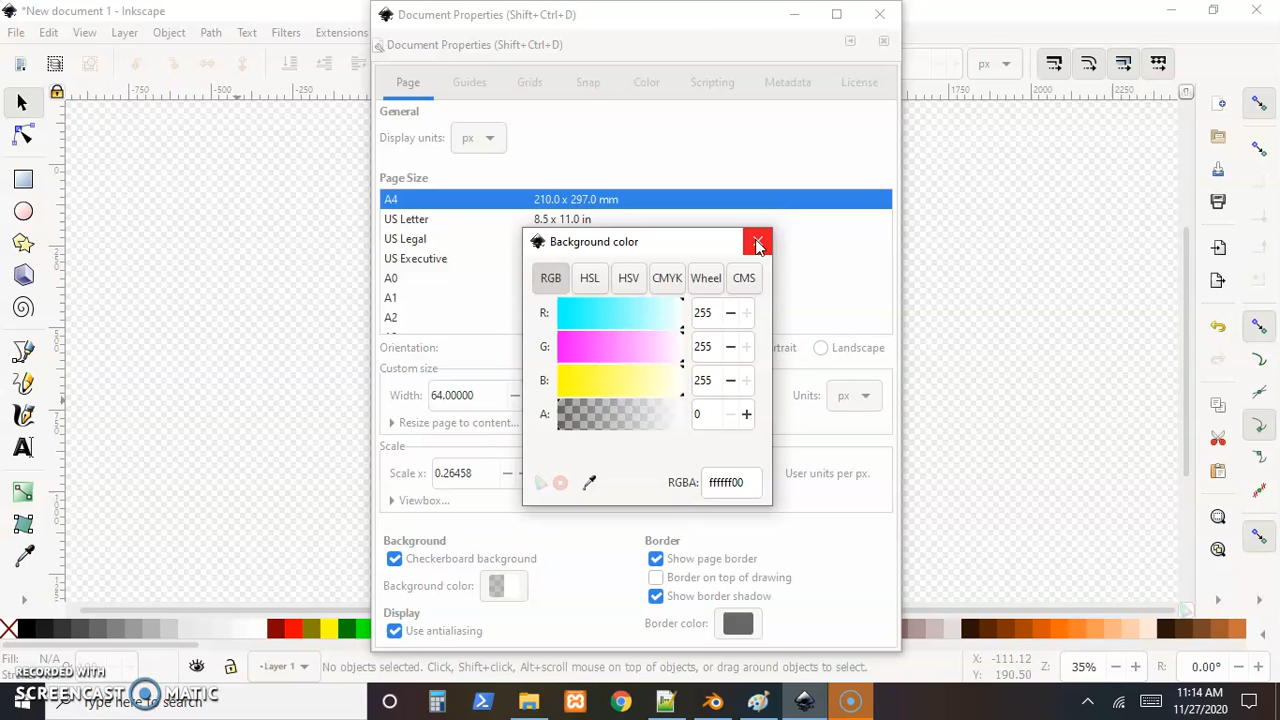 *New document 1 - Inkscape
Document Properties (Shift+Ctrl+D)
File Edit View Layer Object Path Text Filters Extensions
Document Properties (Shift+Ctrl+D)
px
Page Guides Grids Snap Color Scripting Metadata License
-750 -500 1750 2000 2250
General
Display units: px
Page Size
A4 210.0 x 297.0 mm
US Letter 8.5 x 11.0 in
US Legal
US Executive
A0
A1
A2
Background color
RGB HSL HSV CMYK Wheel CMS
R: 255
G: 255
B: 255
A: 0
RGBA: ffffff00
Orientation: Landscape
Custom size
Width: 64.00000 Units: px
Resize page to content...
Scale
Scale x: 0.26458 User units per px.
Viewbox...
Background Border
Checkerboard background Show page border
Border on top of drawing
Background color: Show border shadow
Display Border color:
Use antialiasing
Fill: N/A
Layer 1 No objects selected. Click, Shift+click, Alt+scroll mouse on top of objects, or drag around objects to select.
X: -111.12
Y: 190.50
Z: 35% R: 0.00°
RECORDED WITH
SCREENCAST MATIC
Type here to search
11:14 AM
11/27/2020